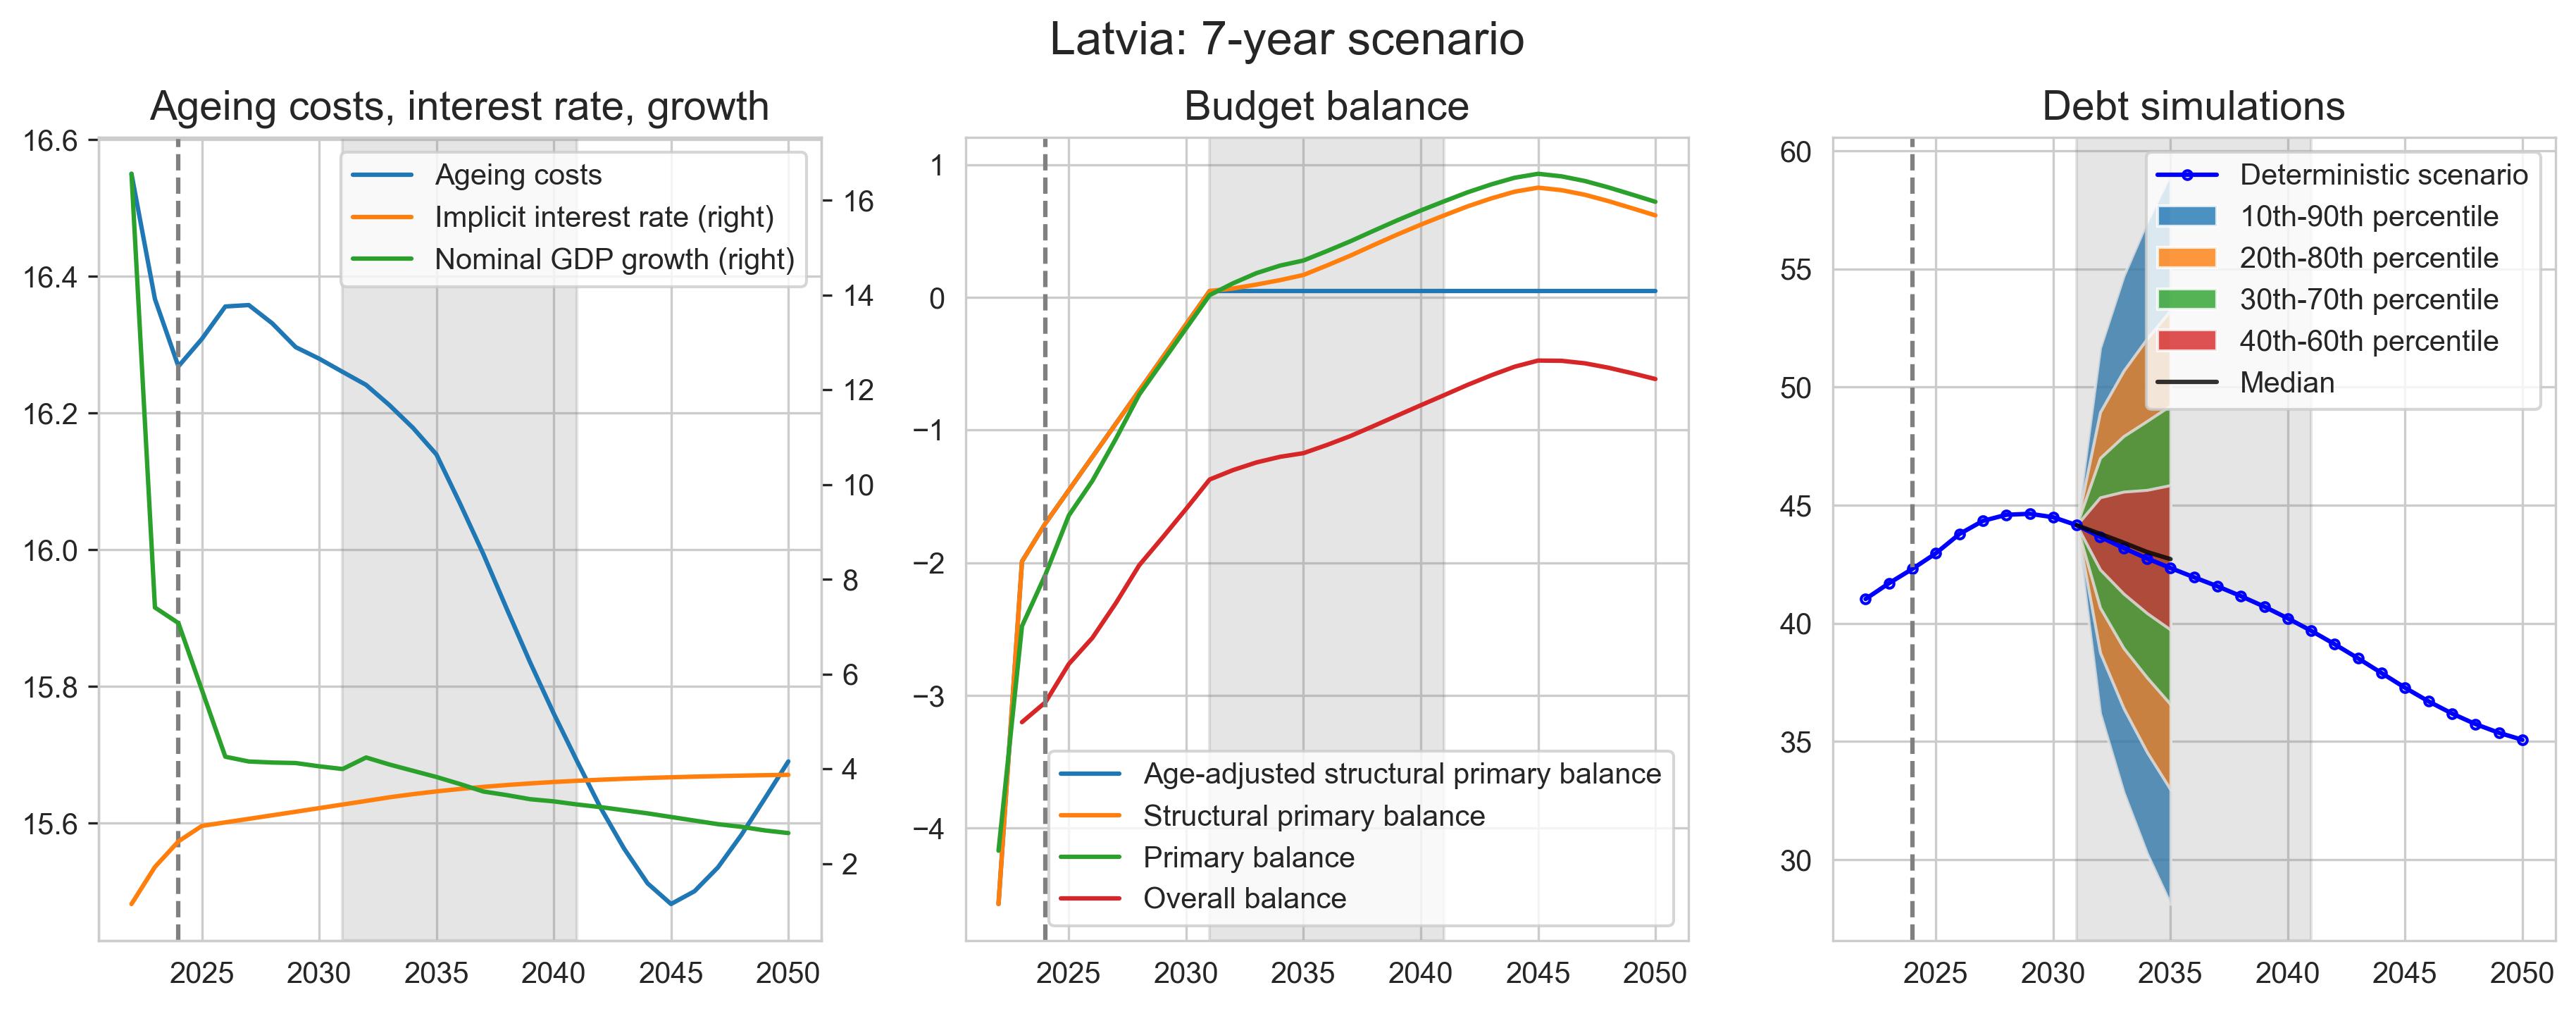 Latvia: 7-year scenario
Ageing costs, interest rate, growth
16.6
16.4
16.2
16.0
15.8
15.6
16
14
12
10
8
6
4
2
Ageing costs
Implicit interest rate (right)
Nominal GDP growth (right)
2025 2030 2035 2040 2045 2050
Budget balance
1
0
−1
−2
−3
−4
Age-adjusted structural primary balance
Structural primary balance
Primary balance
Overall balance
2025 2030 2035 2040 2045 2050
Debt simulations
60
55
50
45
40
35
30
Deterministic scenario
10th-90th percentile
20th-80th percentile
30th-70th percentile
40th-60th percentile
Median
2025 2030 2035 2040 2045 2050